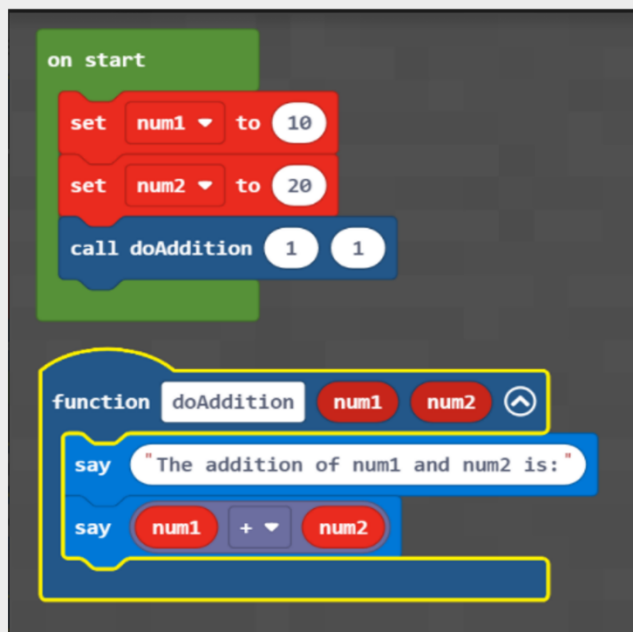 on start
set num1 to 10
set num2 to 20
call doAddition 1 1
function doAddition num1 num2
say "The addition of num1 and num2 is:"
say num1 + num2